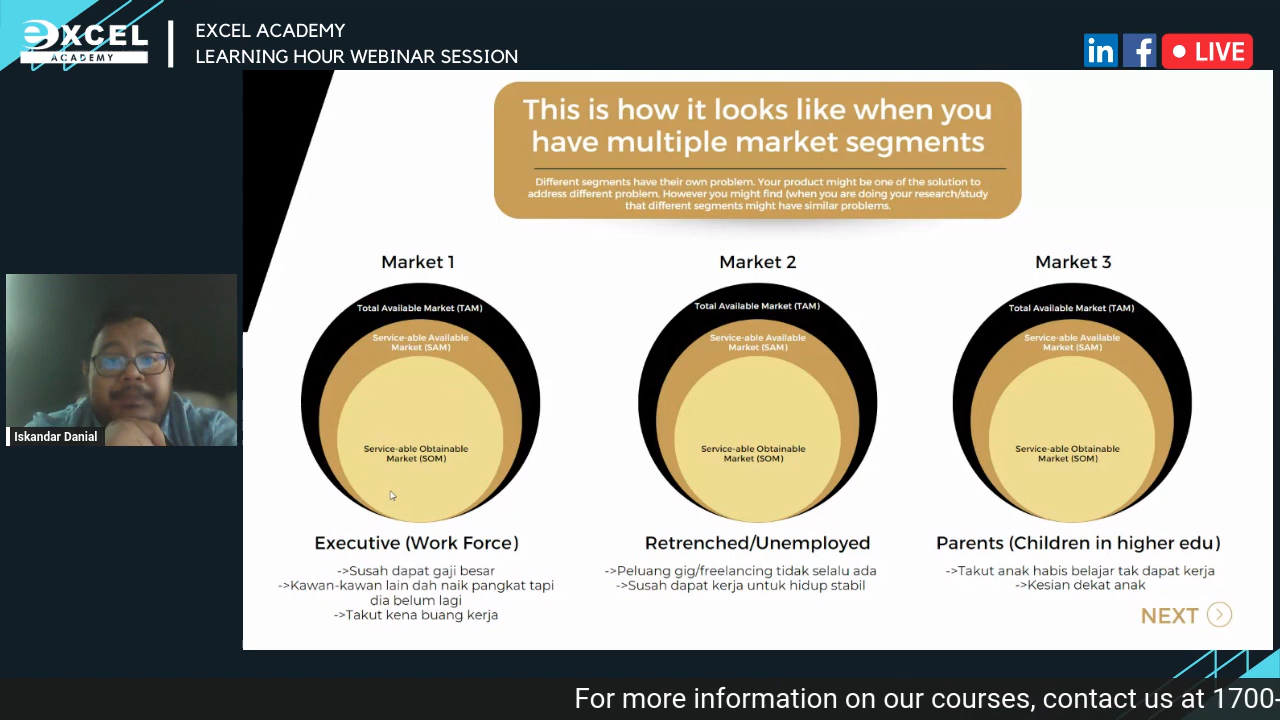 eXCEL
ACADEMY
EXCEL ACADEMY
LEARNING HOUR WEBINAR SESSION
in
f
LIVE
This is how it looks like when you
have multiple market segments
Different segments have their own problem. Your product might be one of the solution to
address different problem. However you might find (when you are doing your research/study
that different segments might have similar problems.
Market 1
Total Available Market (TAM)
Service-able Available
Market (SAM)
Service-able Obtainable
Market (SOM)
Executive (Work Force)
->Susah dapat gaji besar
->Kawan-kawan lain dah naik pangkat tapi
dia belum lagi
->Takut kena buang kerja
Market 2
Total Available Market (TAM)
Service-able Available
Market (SAM)
Service-able Obtainable
Market (SOM)
Retrenched/Unemployed
->Peluang gig/freelancing tidak selalu ada
->Susah dapat kerja untuk hidup stabil
Market 3
Total Available Market (TAM)
Service-able Available
Market (SAM)
Service-able Obtainable
Market (SOM)
Parents (Children in higher edu)
->Takut anak habis belajar tak dapat kerja
->Kesian dekat anak
NEXT
Iskandar Danial
For more information on our courses, contact us at 1700-